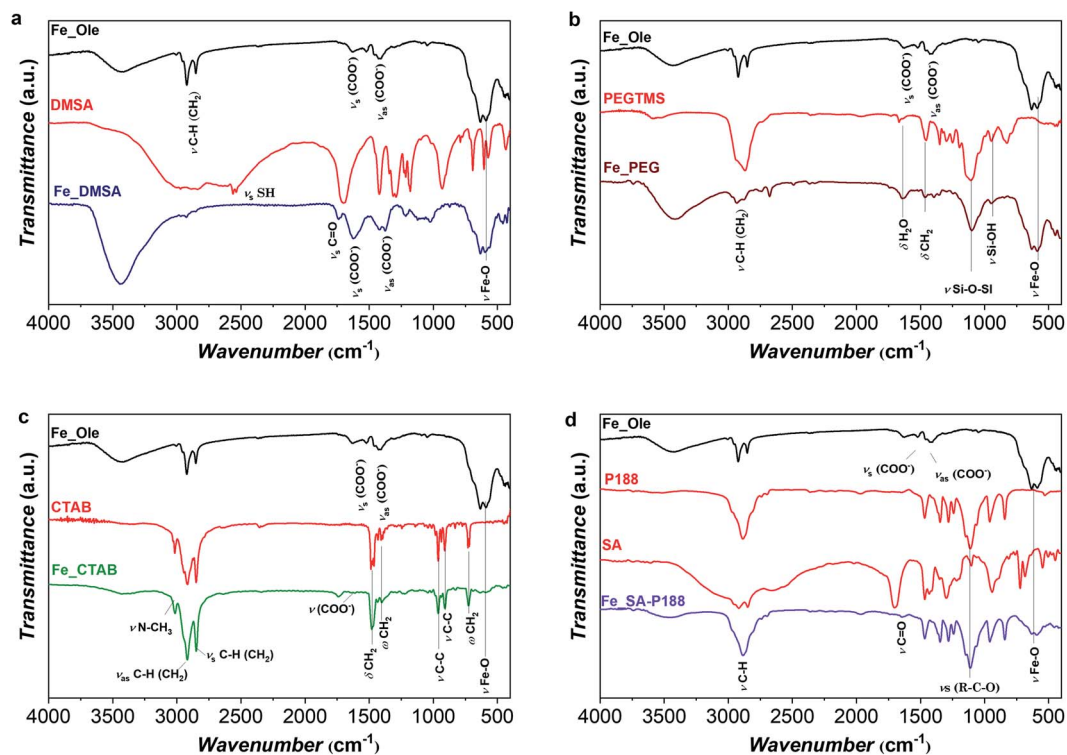 a
Fe_Ole
DMSA
Fe_DMSA
ν C-H (CH2)
νs (COO-)
νas (COO-)
νs SH
νs C=O
νs (COO-)
νas (COO-)
ν Fe-O
Transmittance (a.u.)
4000 3500 3000 2500 2000 1500 1000 500
Wavenumber (cm-1)
b
Fe_Ole
PEGTMS
Fe_PEG
νs (COO-)
νas (COO-)
ν C-H (CH2)
δ H2O
δ CH2
ν Si-O-SI
ν Si-OH
ν Fe-O
Transmittance (a.u.)
4000 3500 3000 2500 2000 1500 1000 500
Wavenumber (cm-1)
c
Fe_Ole
CTAB
Fe_CTAB
νs (COO-)
νas (COO-)
ν N-CH3
νas C-H (CH2)
νs C-H (CH2)
ν (COO-)
δ CH2
ω CH2
ν C-C
ν C-C
ω CH2
ν Fe-O
Transmittance (a.u.)
4000 3500 3000 2500 2000 1500 1000 500
Wavenumber (cm-1)
d
Fe_Ole
P188
SA
Fe_SA-P188
νs (COO-)
νas (COO-)
ν C-H
ν C=O
νs (R-C-O)
ν Fe-O
Transmittance (a.u.)
4000 3500 3000 2500 2000 1500 1000 500
Wavenumber (cm-1)